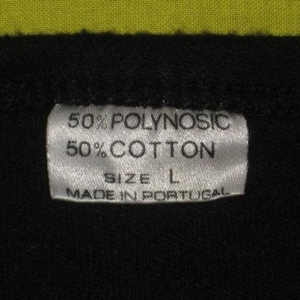 50% POLYNOSIC
50% COTTON
SIZE L
MADE IN PORTUGAL